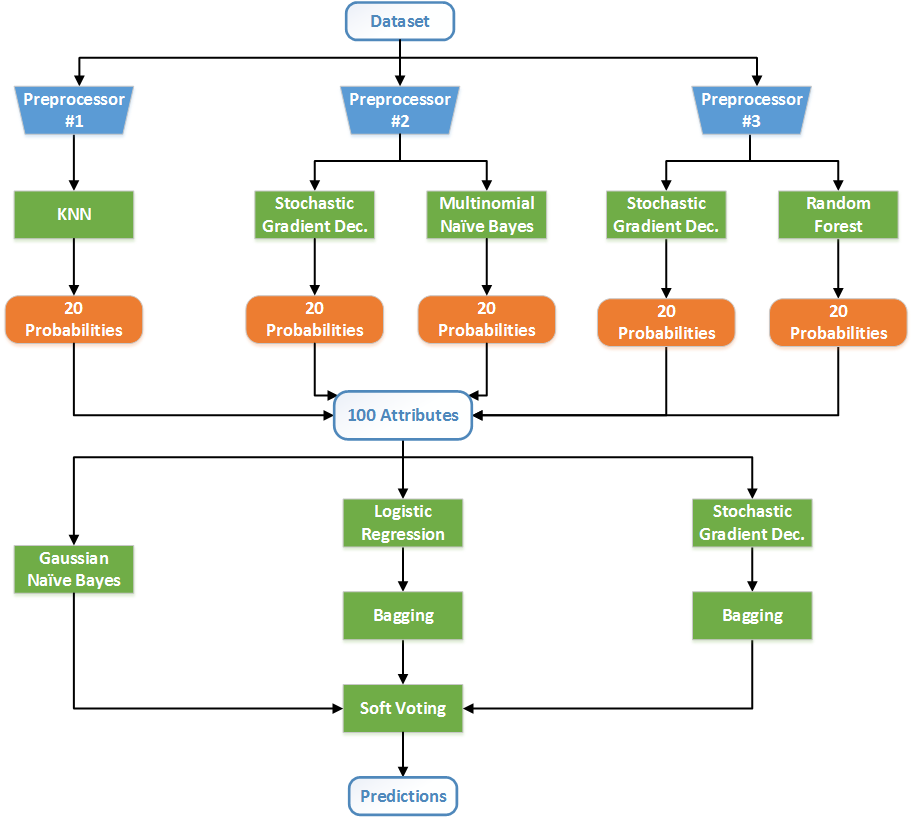 Dataset
Preprocessor
#1
Preprocessor
#2
Preprocessor
#3
KNN
Stochastic
Gradient Dec.
Multinomial
Naïve Bayes
Stochastic
Gradient Dec.
Random
Forest
20
Probabilities
20
Probabilities
20
Probabilities
20
Probabilities
20
Probabilities
100 Attributes
Gaussian
Naïve Bayes
Logistic
Regression
Stochastic
Gradient Dec.
Bagging
Bagging
Soft Voting
Predictions